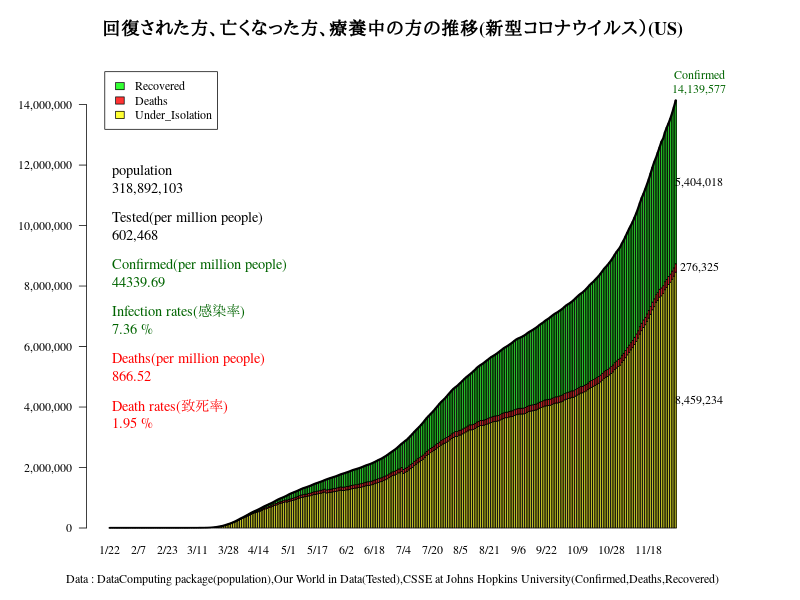 回復された方、亡くなった方、療養中の方の推移(新型コロナウイルス)(US)
Confirmed
14,139,577
Recovered
Deaths
Under_Isolation
14,000,000
12,000,000
10,000,000
8,000,000
6,000,000
4,000,000
2,000,000
0
population
318,892,103
Tested(per million people)
602,468
Confirmed(per million people)
44339.69
Infection rates(感染率)
7.36 %
Deaths(per million people)
866.52
Death rates(致死率)
1.95 %
5,404,018
276,325
8,459,234
1/22 2/7 2/23 3/11 3/28 4/14 5/1 5/17 6/2 6/18 7/4 7/20 8/5 8/21 9/6 9/22 10/9 10/28 11/18
Data : DataComputing package(population),Our World in Data(Tested),CSSE at Johns Hopkins University(Confirmed,Deaths,Recovered)